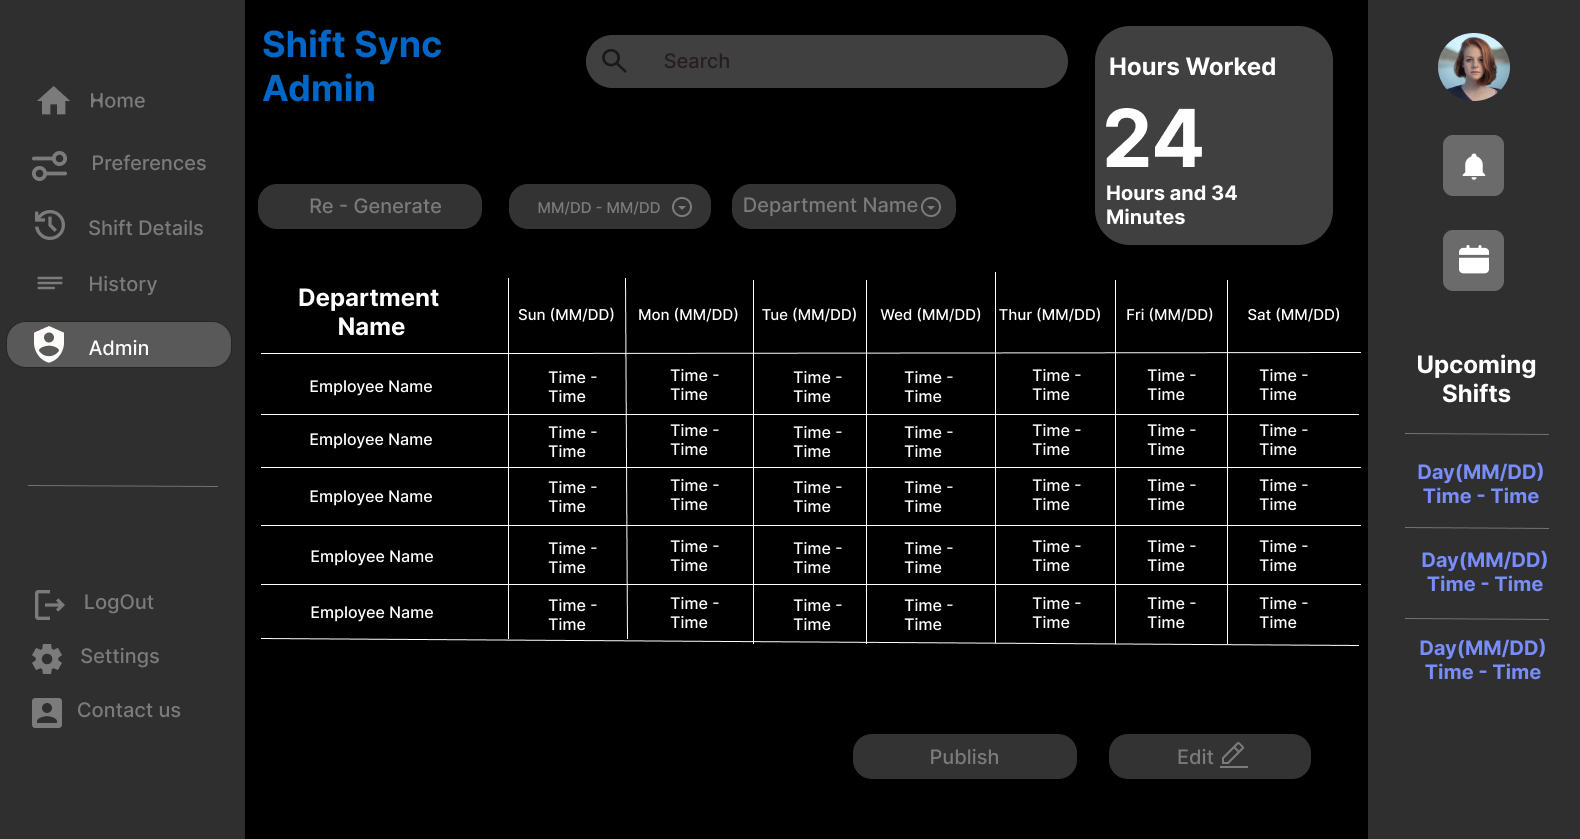 Home
Preferences
Shift Details
History
Admin
LogOut
Settings
Contact us
Shift Sync
Admin
Search
Hours Worked
24
Hours and 34
Minutes
Re - Generate
MM/DD - MM/DD
Department Name
Department
Name
Sun (MM/DD) Mon (MM/DD) Tue (MM/DD) Wed (MM/DD) Thur (MM/DD) Fri (MM/DD) Sat (MM/DD)
Employee Name
Time - Time - Time - Time - Time - Time - Time -
Time Time Time Time Time Time Time
Employee Name
Time - Time - Time - Time - Time - Time - Time -
Time Time Time Time Time Time Time
Employee Name
Time - Time - Time - Time - Time - Time - Time -
Time Time Time Time Time Time Time
Employee Name
Time - Time - Time - Time - Time - Time - Time -
Time Time Time Time Time Time Time
Employee Name
Time - Time - Time - Time - Time - Time - Time -
Time Time Time Time Time Time Time
Publish
Edit
Upcoming
Shifts
Day(MM/DD)
Time - Time
Day(MM/DD)
Time - Time
Day(MM/DD)
Time - Time